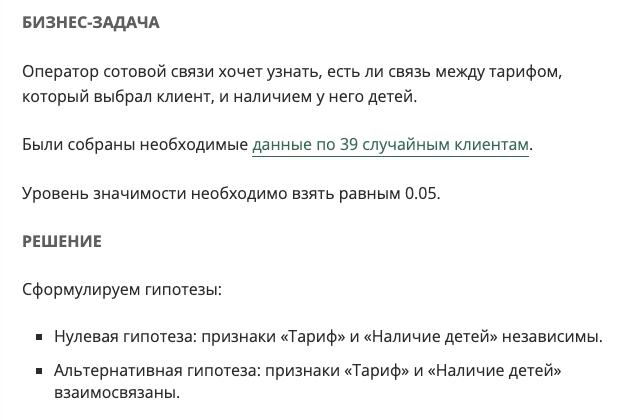 БИЗНЕС-ЗАДАЧА
Оператор сотовой связи хочет узнать, есть ли связь между тарифом,
который выбрал клиент, и наличием у него детей.
Были собраны необходимые данные по 39 случайным клиентам.
Уровень значимости необходимо взять равным 0.05.
РЕШЕНИЕ
Сформулируем гипотезы:
▪ Нулевая гипотеза: признаки «Тариф» и «Наличие детей» независимы.
▪ Альтернативная гипотеза: признаки «Тариф» и «Наличие детей»
взаимосвязаны.